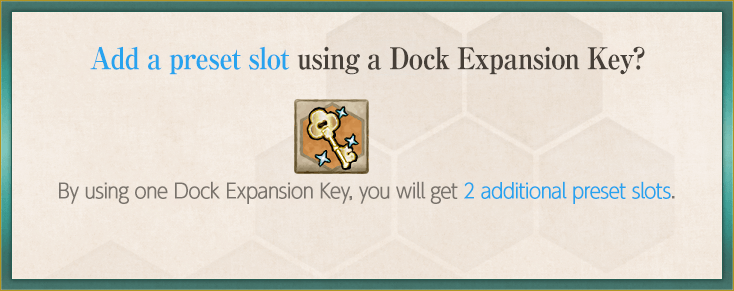 Add a preset slot using a Dock Expansion Key?
By using one Dock Expansion Key, you will get 2 additional preset slots.